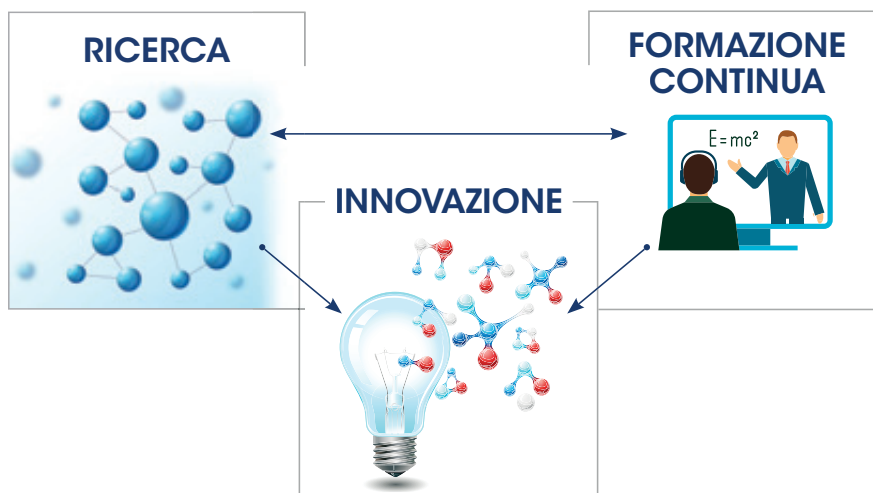 RICERCA
FORMAZIONE
CONTINUA
E=mc²
INNOVAZIONE